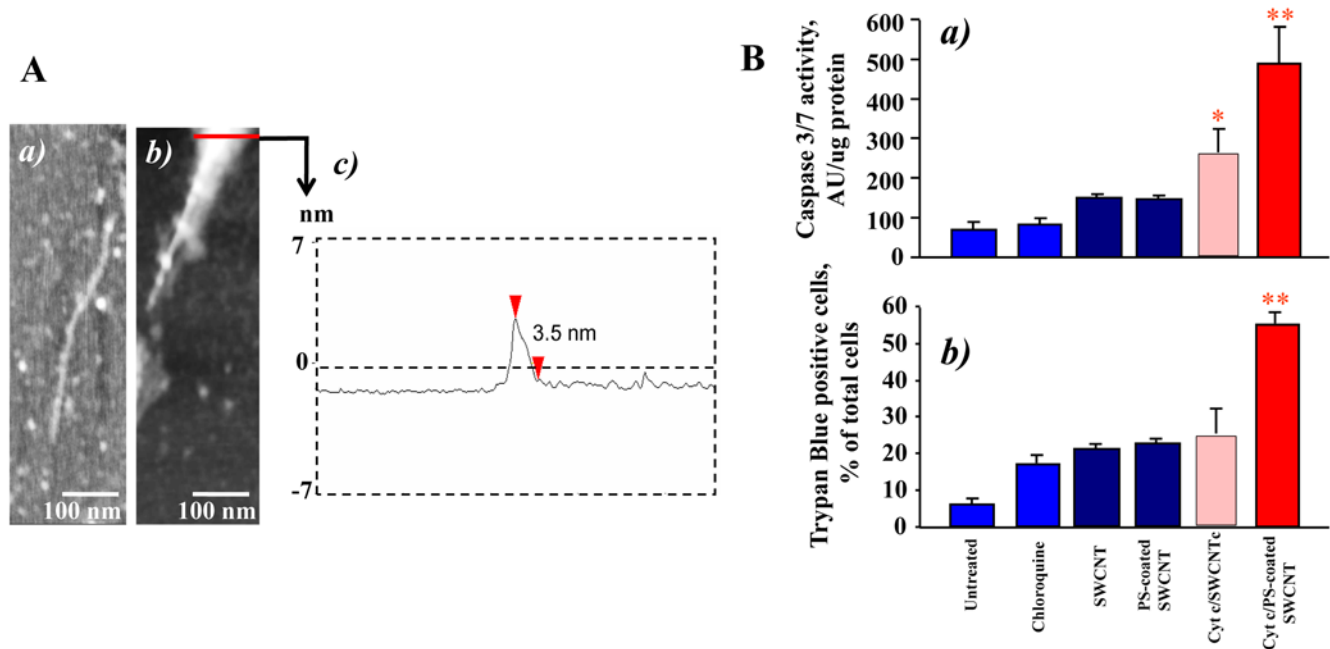 A
a)
b)
c)
nm
7
0
-7
3.5 nm
100 nm
100 nm
B
a)
Caspase 3/7 activity,
AU/ug protein
600
500
400
300
200
100
0
*
**
b)
Trypan Blue positive cells,
% of total cells
60
50
40
30
20
10
0
**
Untreated
Chloroquine
SWCNT
PS-coated
SWCNT
Cyt c/SWCNTc
Cyt c/PS-coated
SWCNT